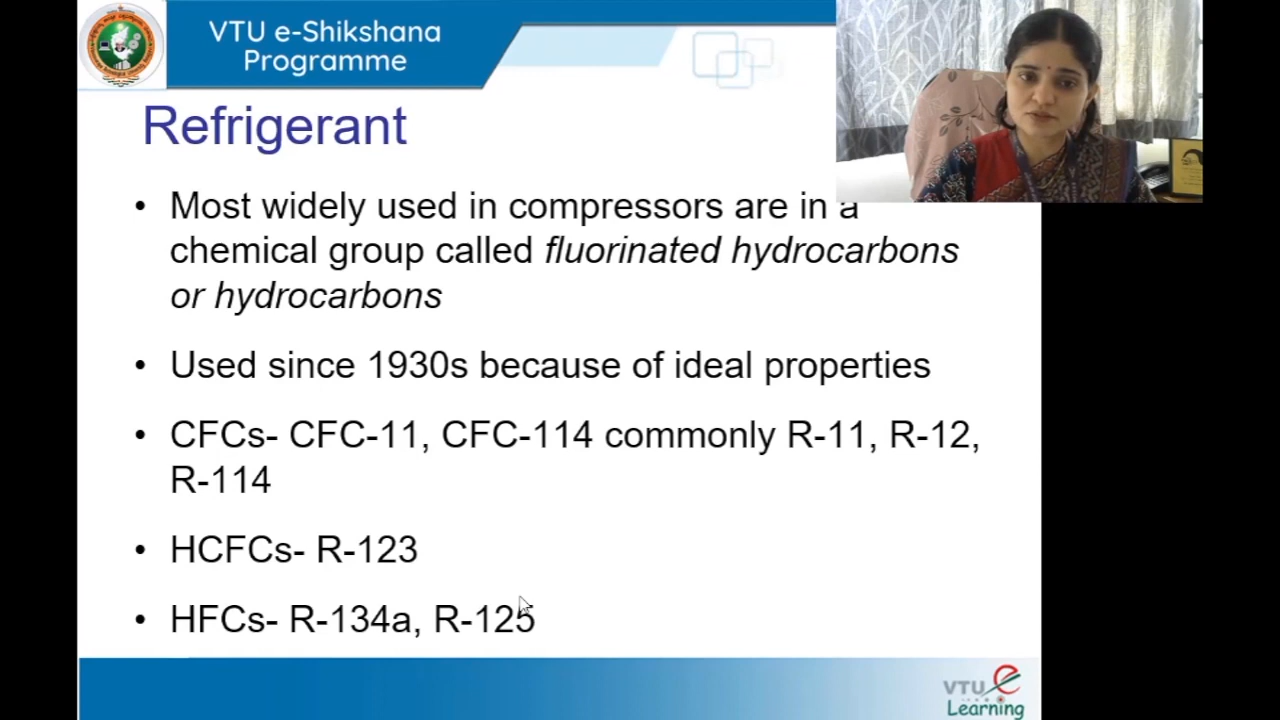 VTU e-Shikshana
Programme
Refrigerant
• Most widely used in compressors are in a
chemical group called fluorinated hydrocarbons
or hydrocarbons
• Used since 1930s because of ideal properties
• CFCs- CFC-11, CFC-114 commonly R-11, R-12,
R-114
• HCFCs- R-123
• HFCs- R-134a, R-125
VTU e
Learning